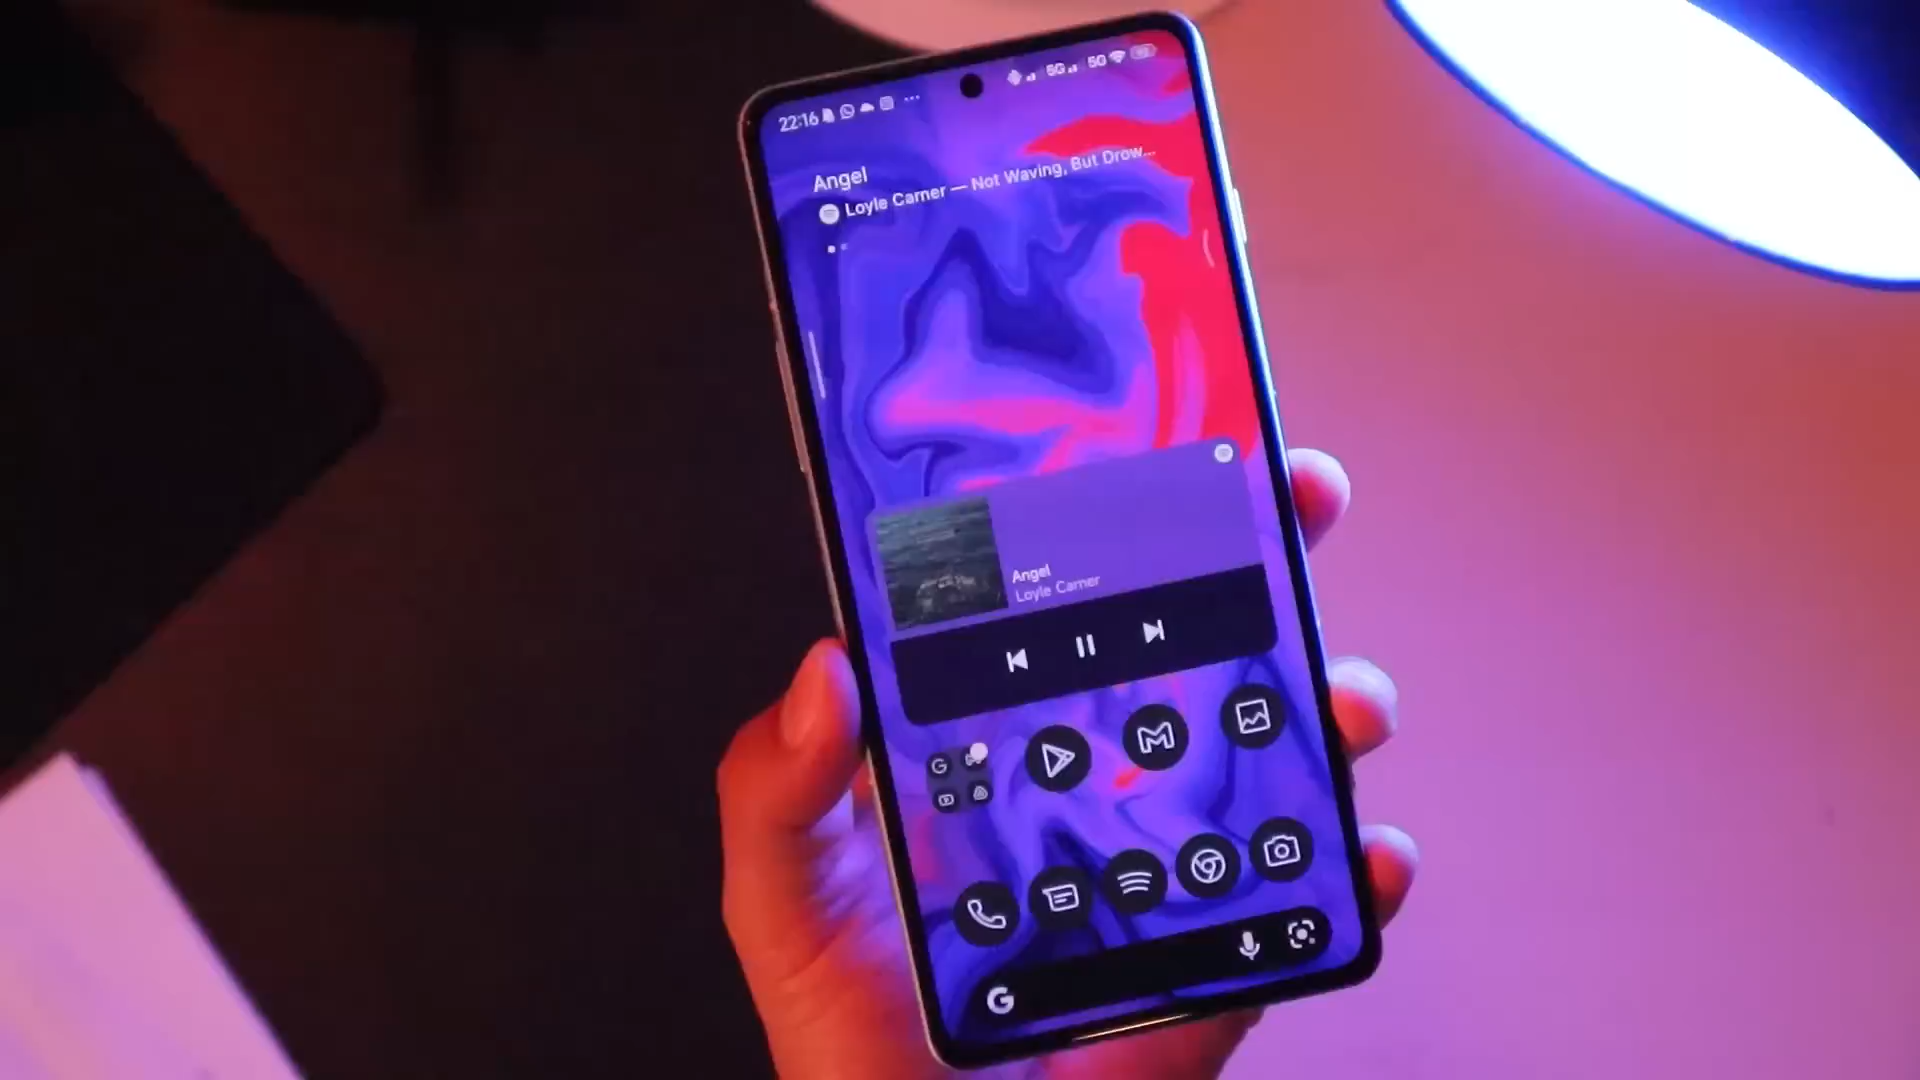 22:16
5G 5G
Angel
Loyle Carner — Not Waving, But Drow...
Angel
Loyle Carner